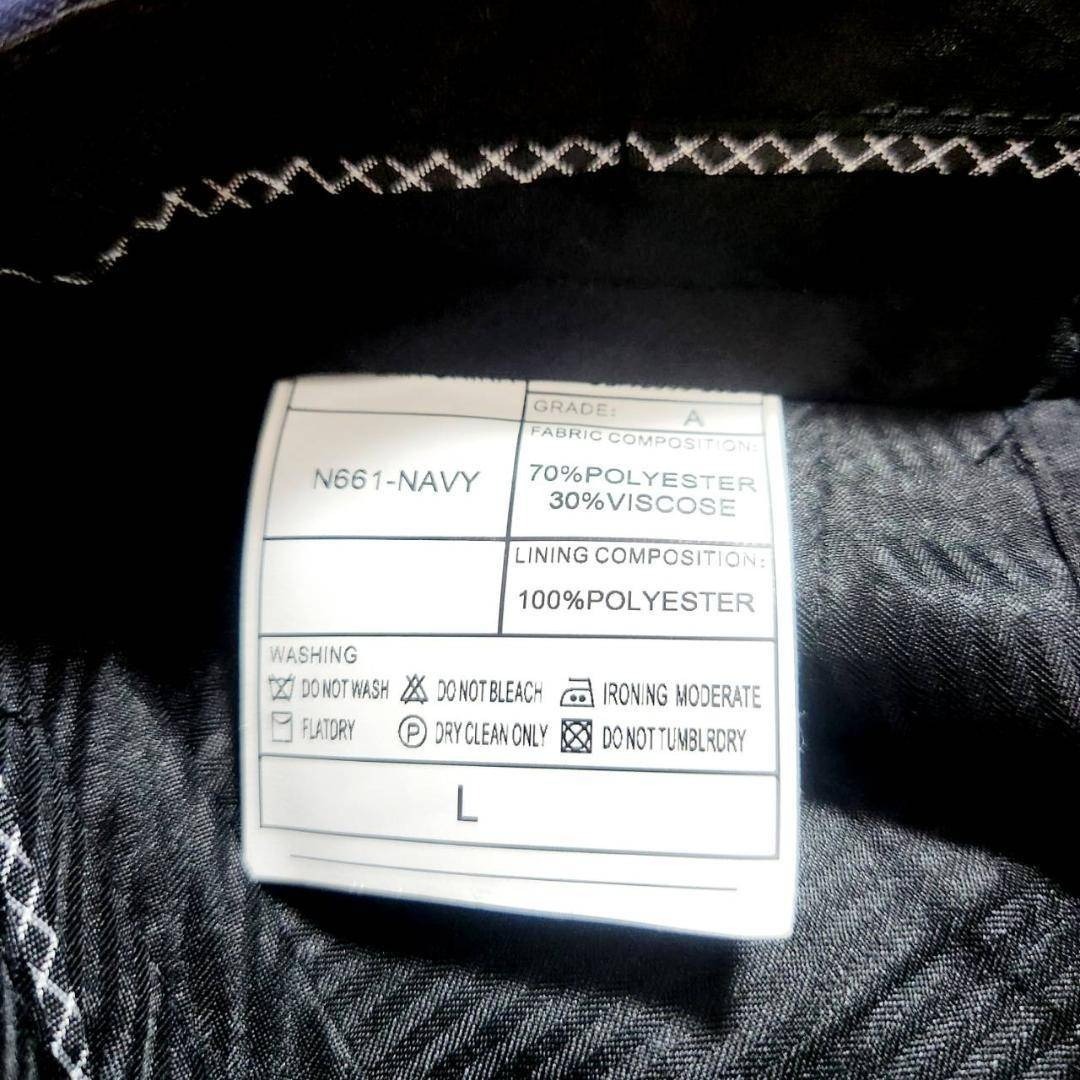 GRADE: A
FABRIC COMPOSITION:
N661-NAVY
70%POLYESTER
30%VISCOSE
LINING COMPOSITION:
100%POLYESTER
WASHING
DO NOT WASH DO NOT BLEACH IRONING MODERATE
FLATDRY P DRY CLEAN ONLY DO NOT TUMBLRDRY
L